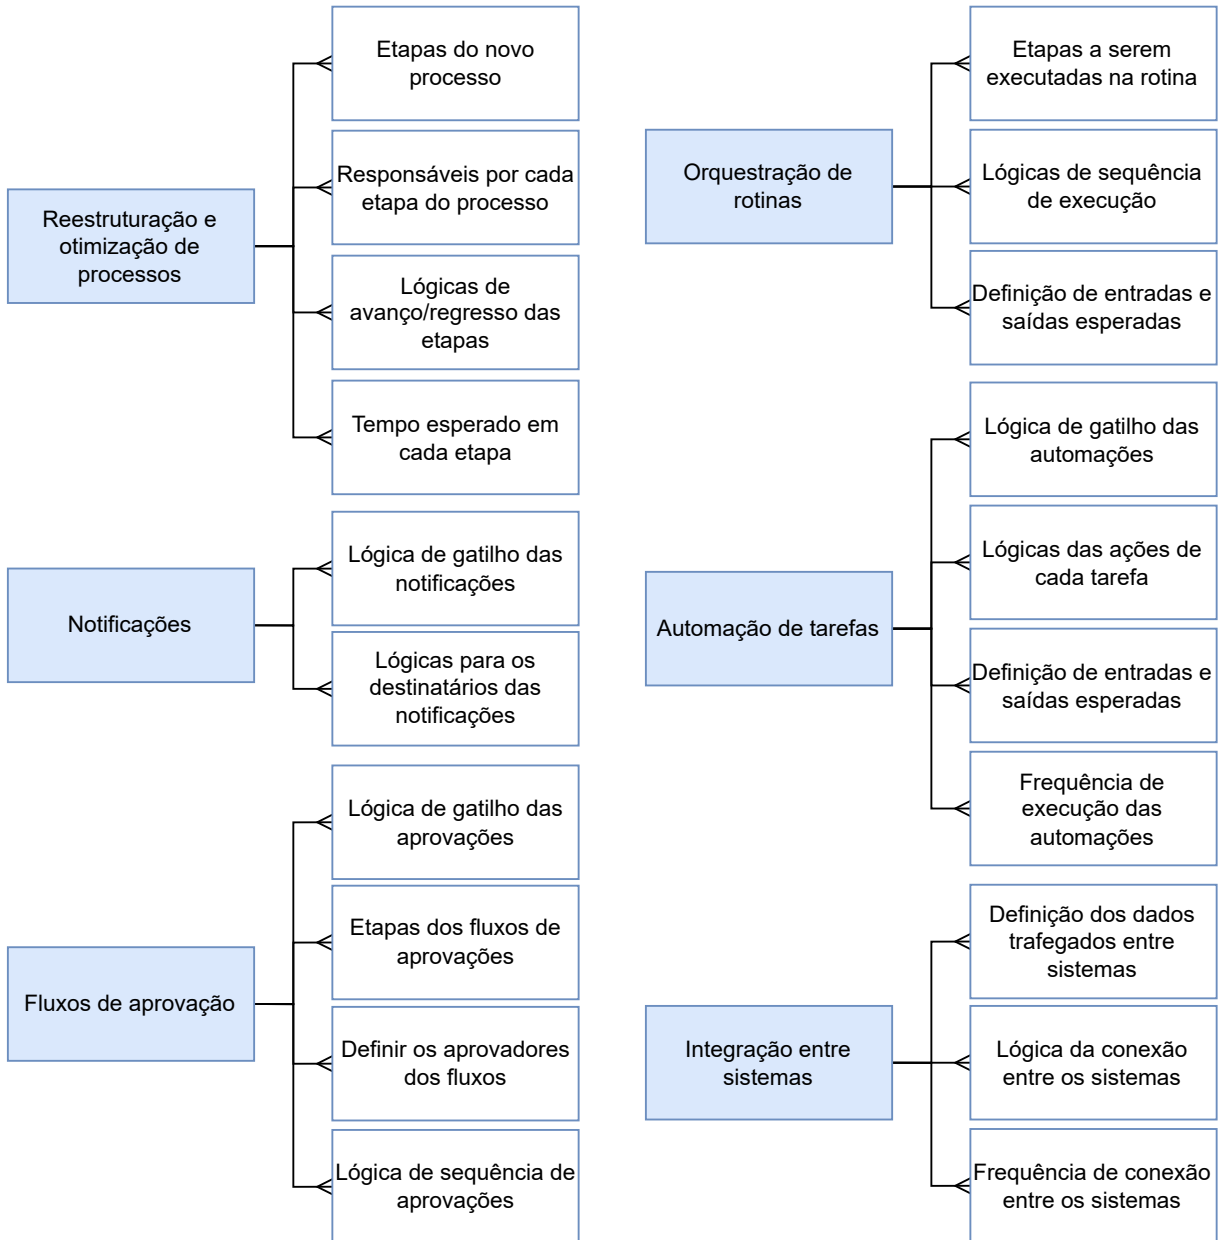 Reestruturação e
otimização de
processos
Etapas do novo
processo
Responsáveis por cada
etapa do processo
Lógicas de
avanço/regresso das
etapas
Tempo esperado em
cada etapa
Notificações
Lógica de gatilho das
notificações
Lógicas para os
destinatários das
notificações
Fluxos de aprovação
Lógica de gatilho das
aprovações
Etapas dos fluxos de
aprovações
Definir os aprovadores
dos fluxos
Lógica de sequência de
aprovações
Orquestração de
rotinas
Etapas a serem
executadas na rotina
Lógicas de sequência
de execução
Definição de entradas e
saídas esperadas
Automação de tarefas
Lógica de gatilho das
automações
Lógicas das ações de
cada tarefa
Definição de entradas e
saídas esperadas
Frequência de
execução das
automações
Integração entre
sistemas
Definição dos dados
trafegados entre
sistemas
Lógica da conexão
entre os sistemas
Frequência de conexão
entre os sistemas